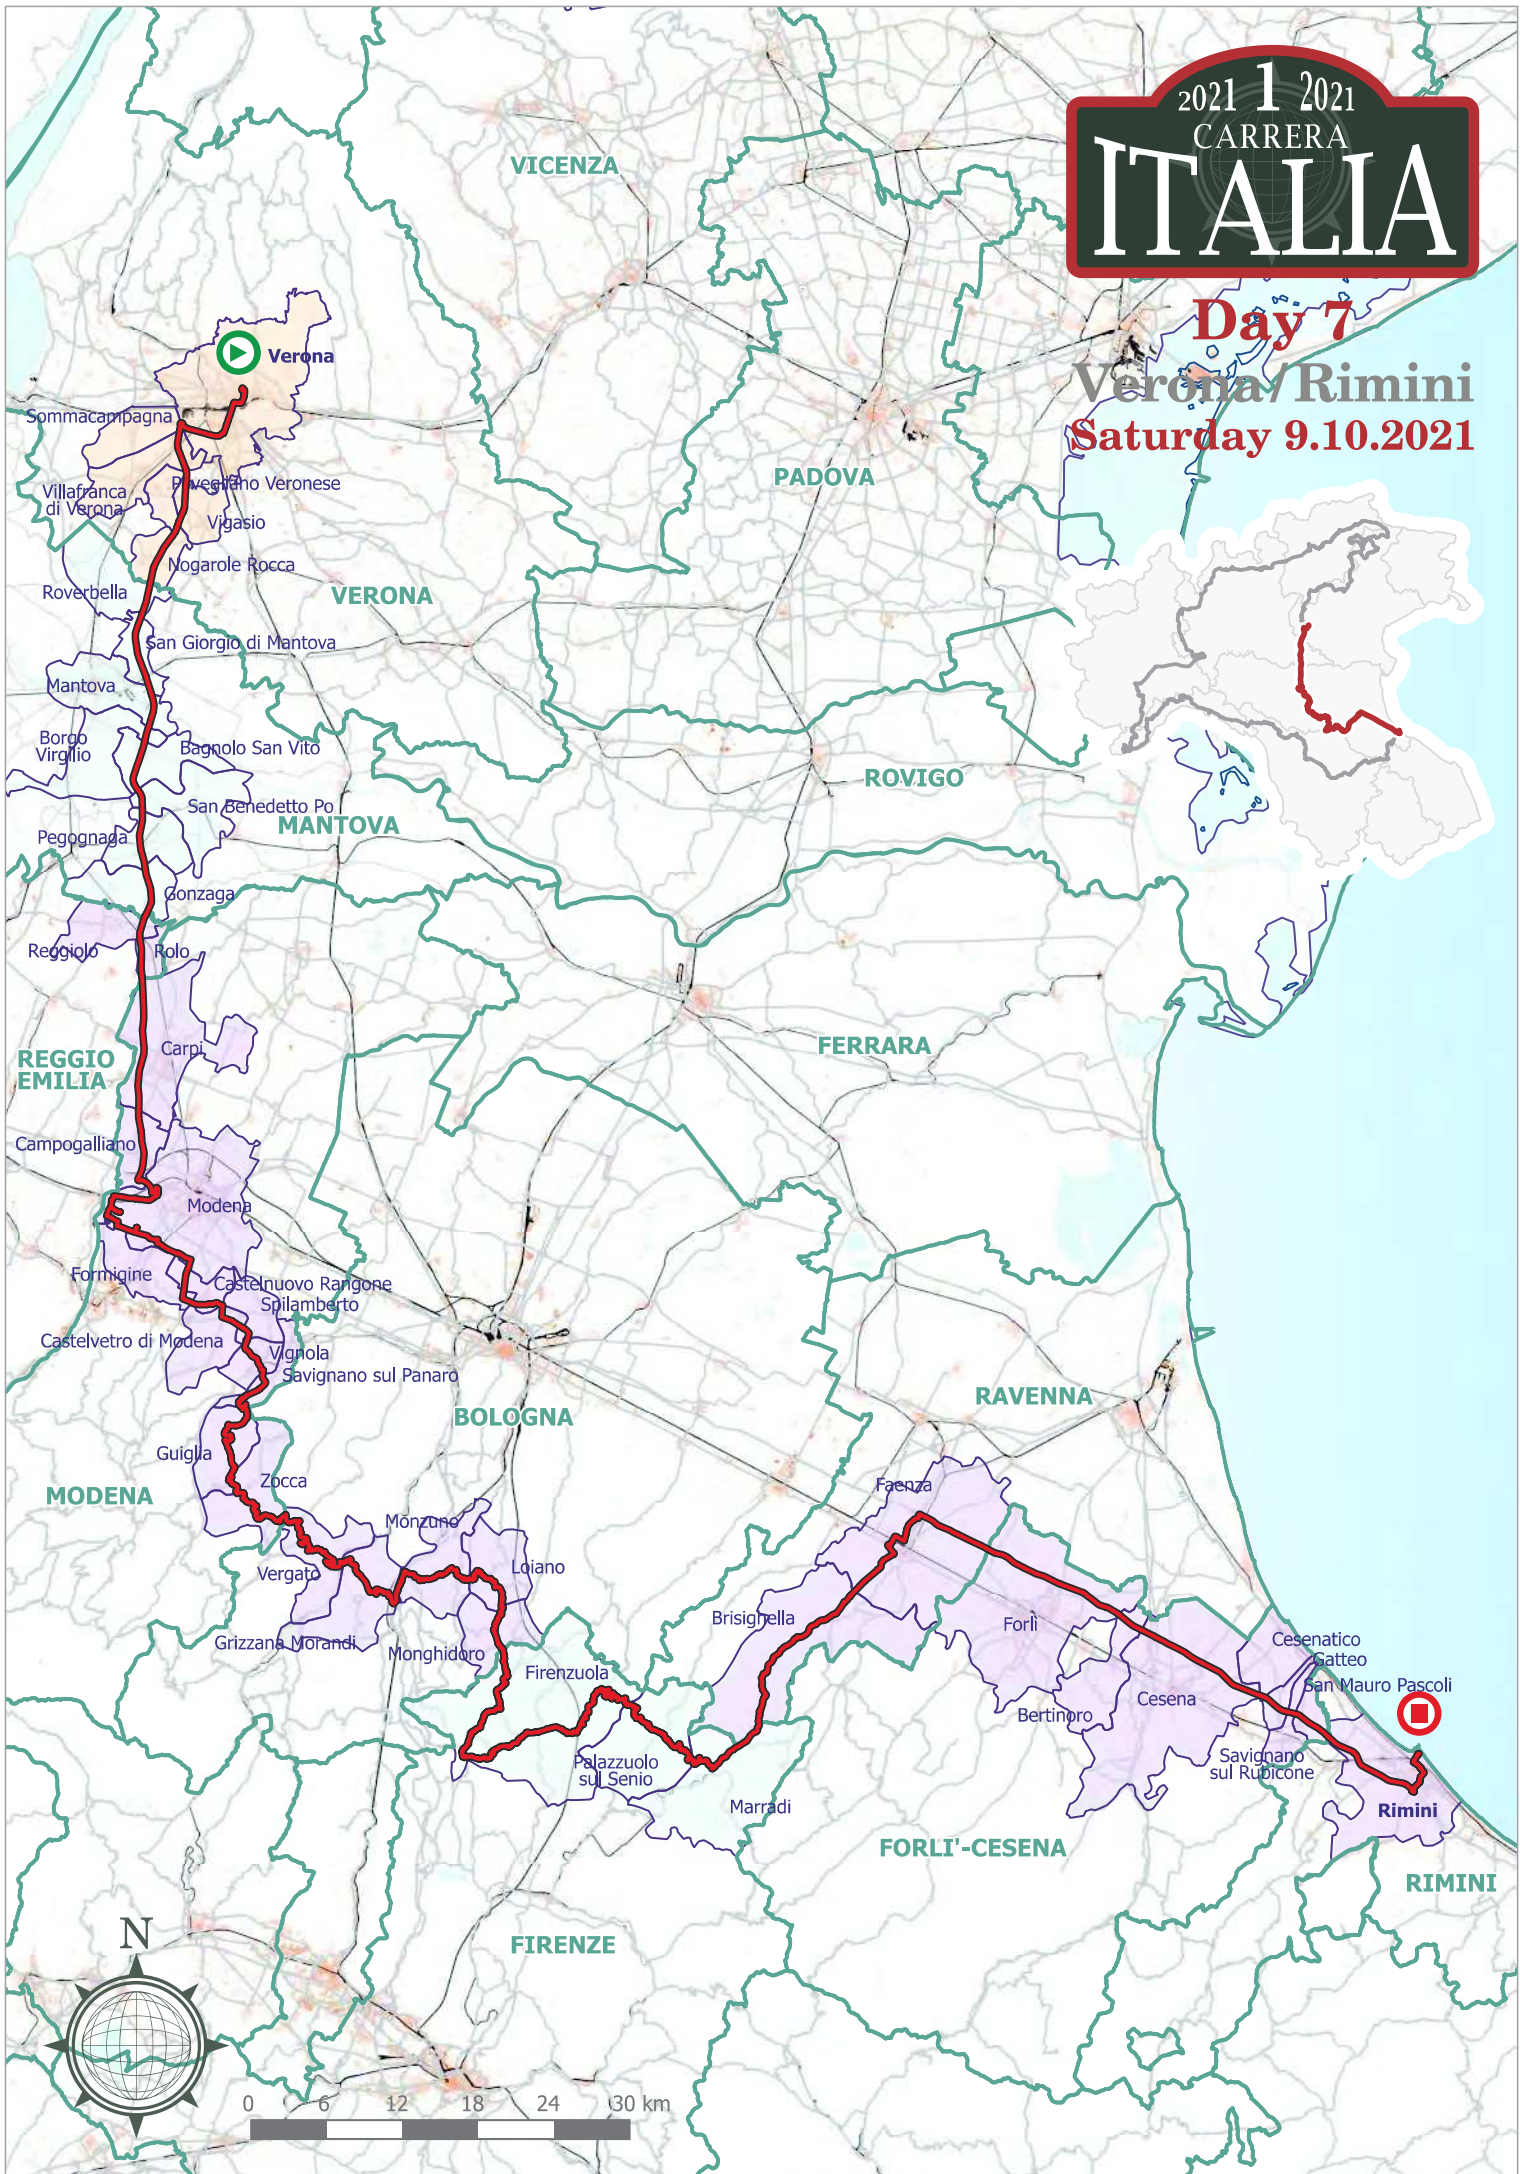 2021 1 2021
CARRERA
ITALIA
Day 7
Verona/Rimini
Saturday 9.10.2021
VICENZA
Verona
Sommacampagna
PADOVA
Villafranca
di Verona
Povegliano Veronese
Vigasio
Nogarole Rocca
Roverbella
VERONA
San Giorgio di Mantova
Mantova
Borgo
Virgilio
Bagnolo San Vito
ROVIGO
San Benedetto Po
MANTOVA
Pegognaga
Gonzaga
Reggiolo
Rolo
REGGIO
EMILIA
Carpi
FERRARA
Campogalliano
Modena
Formigine
Castelnuovo Rangone
Spilamberto
Castelvetro di Modena
Vignola
Savignano sul Panaro
RAVENNA
BOLOGNA
Guiglia
Zocca
MODENA
Faenza
Monzuno
Loiano
Vergato
Brisighella
Forlì
Grizzana Morandi
Monghidoro
Cesenatico
Gatteo
Firenzuola
San Mauro Pascoli
Cesena
Bertinoro
Palazzuolo
sul Senio
Savignano
sul Rubicone
Marradi
Rimini
FORLI'-CESENA
RIMINI
N
FIRENZE
0 6 12 18 24 30 km